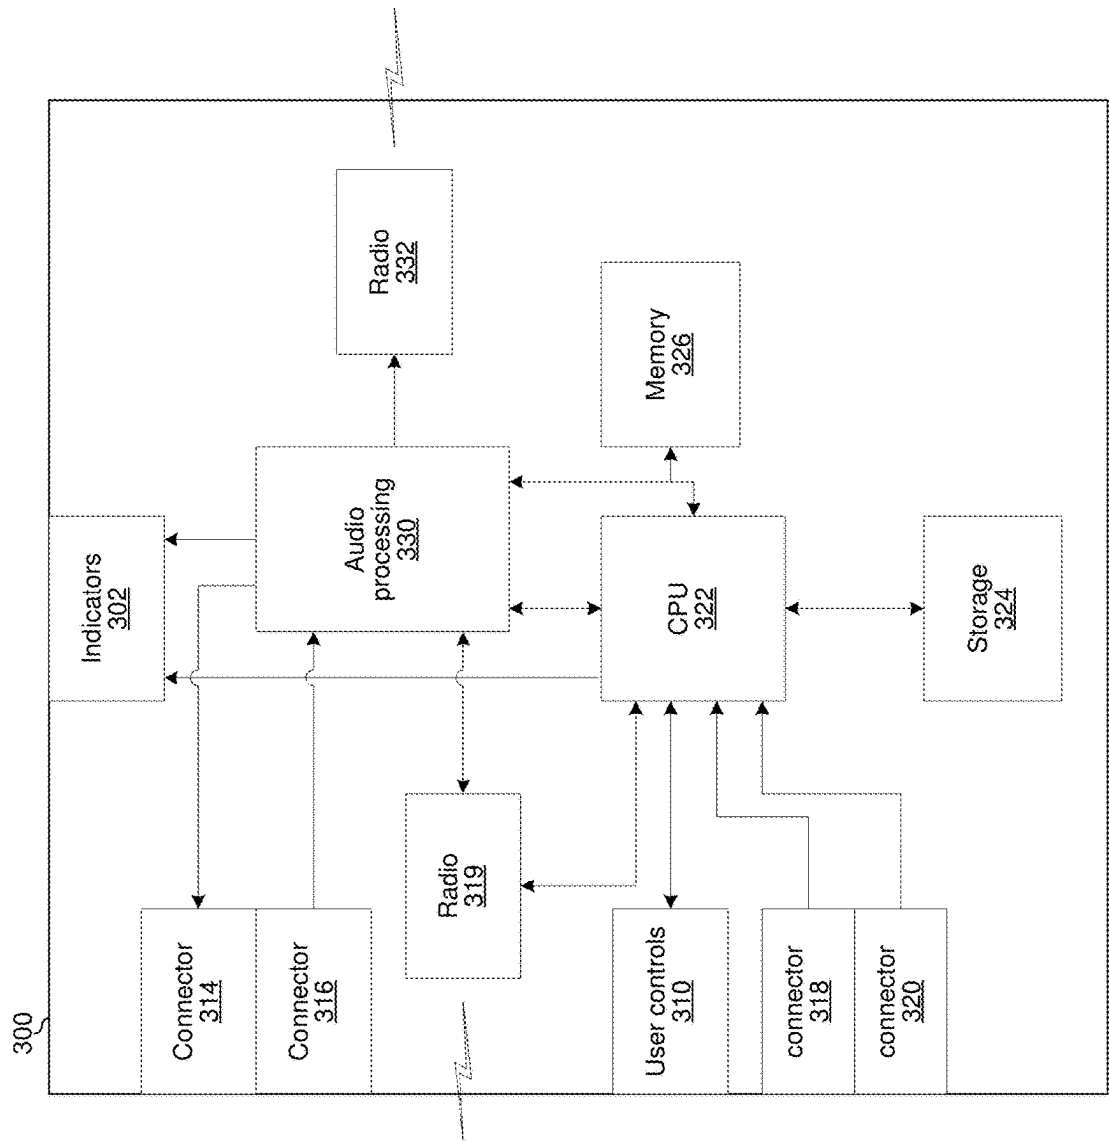 300
Indicators
302
Connector
314
Connector
316
Audio
processing
330
Radio
332
Radio
319
User controls
310
CPU
322
Memory
326
connector
318
connector
320
Storage
324